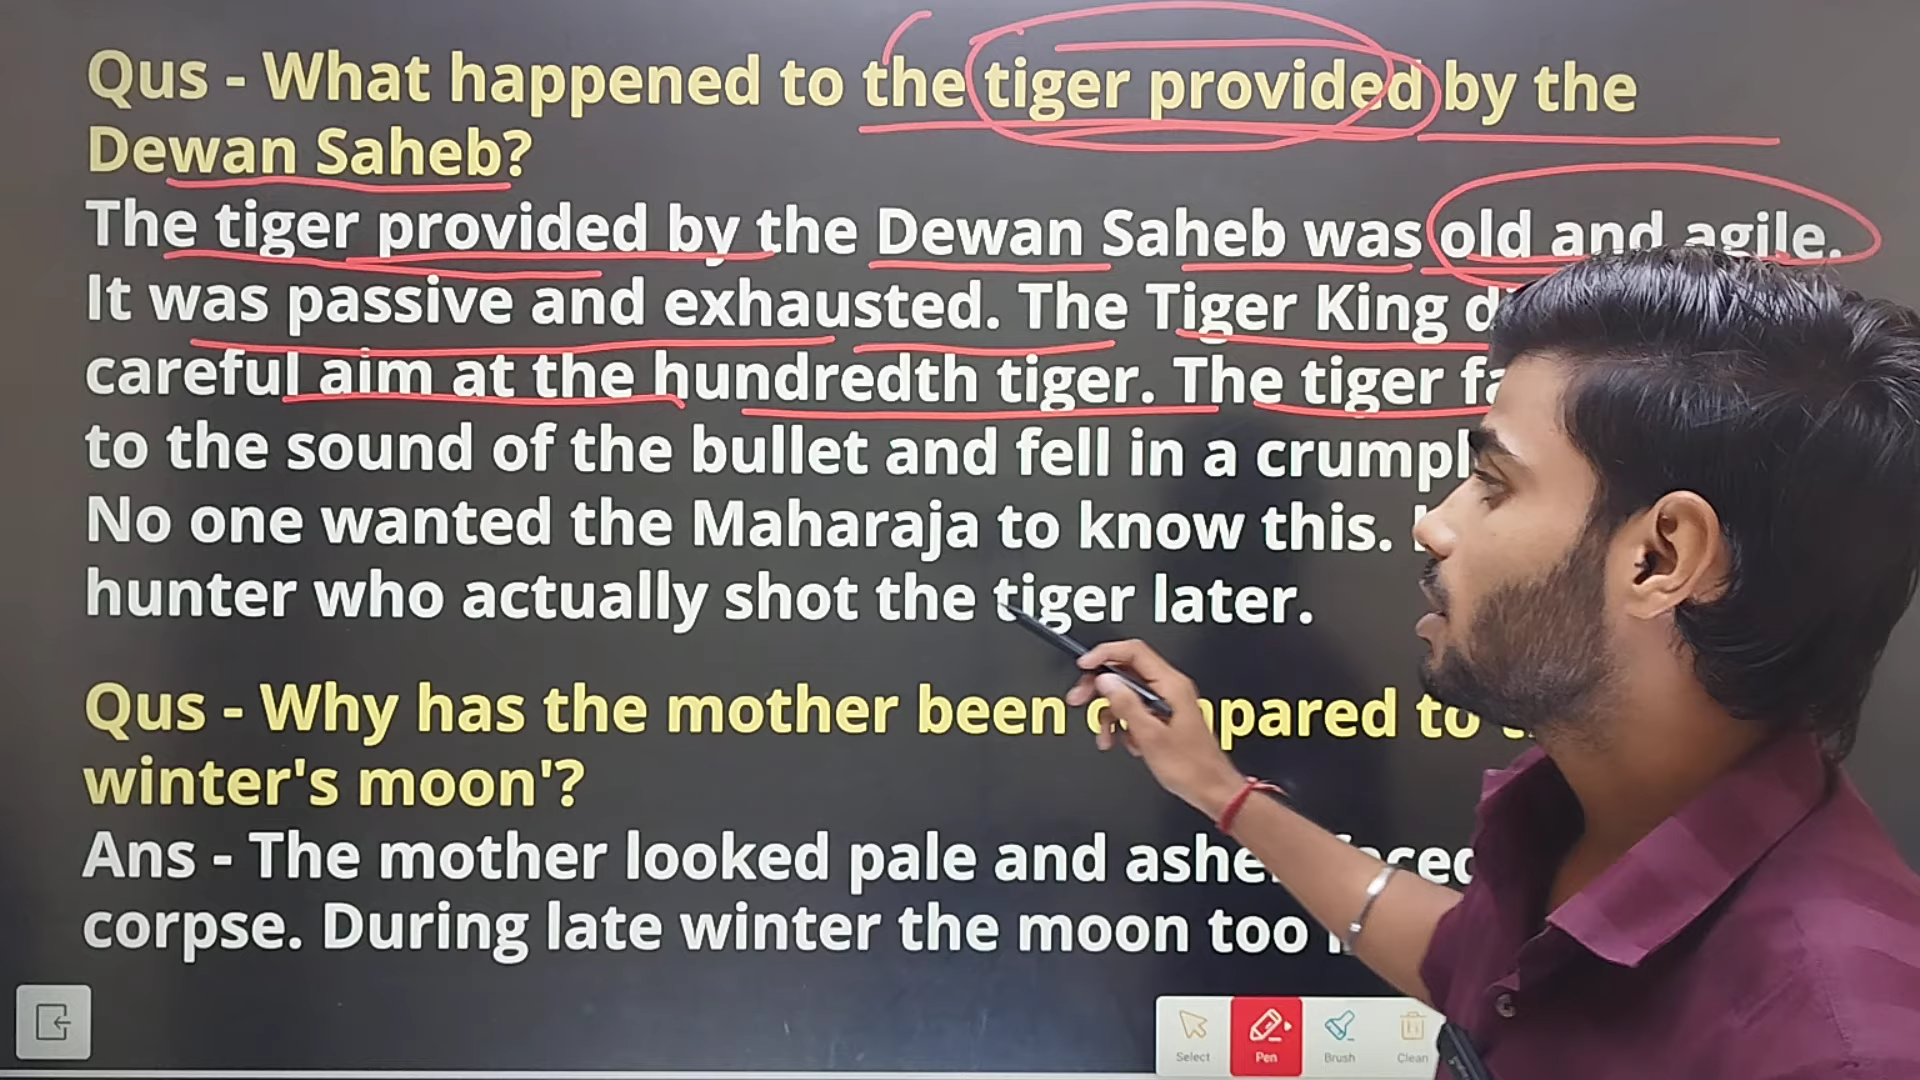 Qus - What happened to the tiger provided by the
Dewan Saheb?
The tiger provided by the Dewan Saheb was old and agile.
It was passive and exhausted. The Tiger King
careful aim at the hundredth tiger. The tiger
to the sound of the bullet and fell in a
No one wanted the Maharaja to know this.
hunter who actually shot the tiger later.
Qus - Why has the mother been compared to
winter's moon'?
Ans - The mother looked pale and
corpse. During late winter the moon too
Select
Pen
Brush
Clean